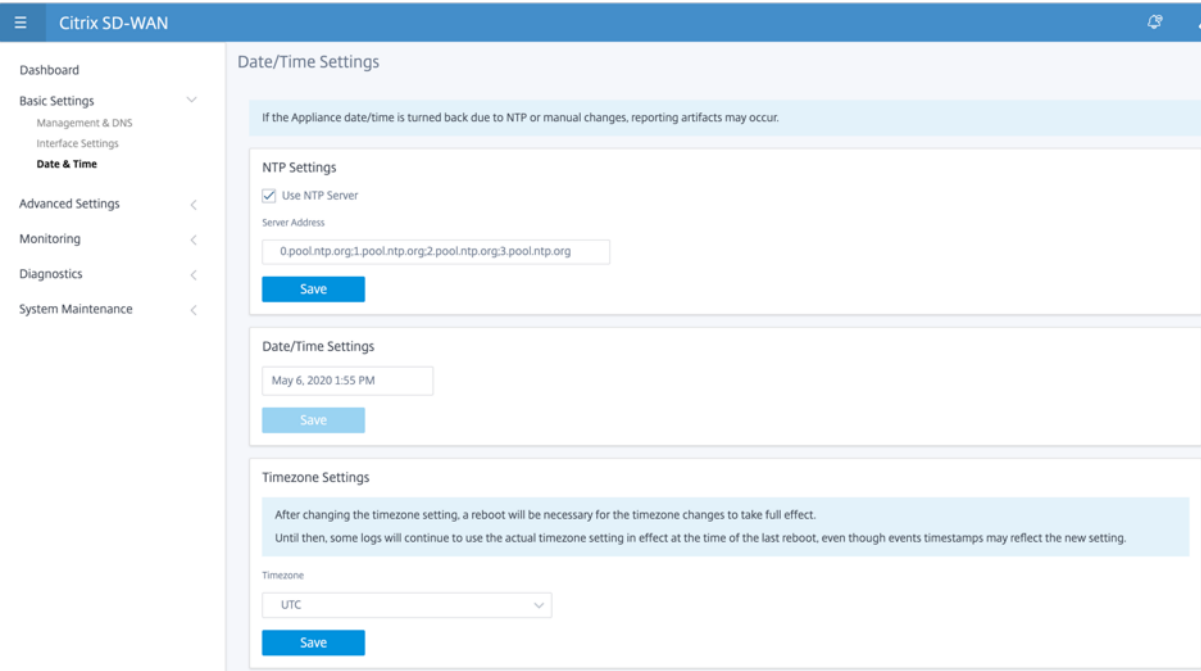 Citrix SD-WAN
Dashboard
Basic Settings
Management & DNS
Interface Settings
Date & Time
Advanced Settings
Monitoring
Diagnostics
System Maintenance
Date/Time Settings
If the Appliance date/time is turned back due to NTP or manual changes, reporting artifacts may occur.
NTP Settings
Use NTP Server
Server Address
0.pool.ntp.org;1.pool.ntp.org;2.pool.ntp.org;3.pool.ntp.org
Save
Date/Time Settings
May 6, 2020 1:55 PM
Save
Timezone Settings
After changing the timezone setting, a reboot will be necessary for the timezone changes to take full effect.
Until then, some logs will continue to use the actual timezone setting in effect at the time of the last reboot, even though events timestamps may reflect the new setting.
Timezone
UTC
Save